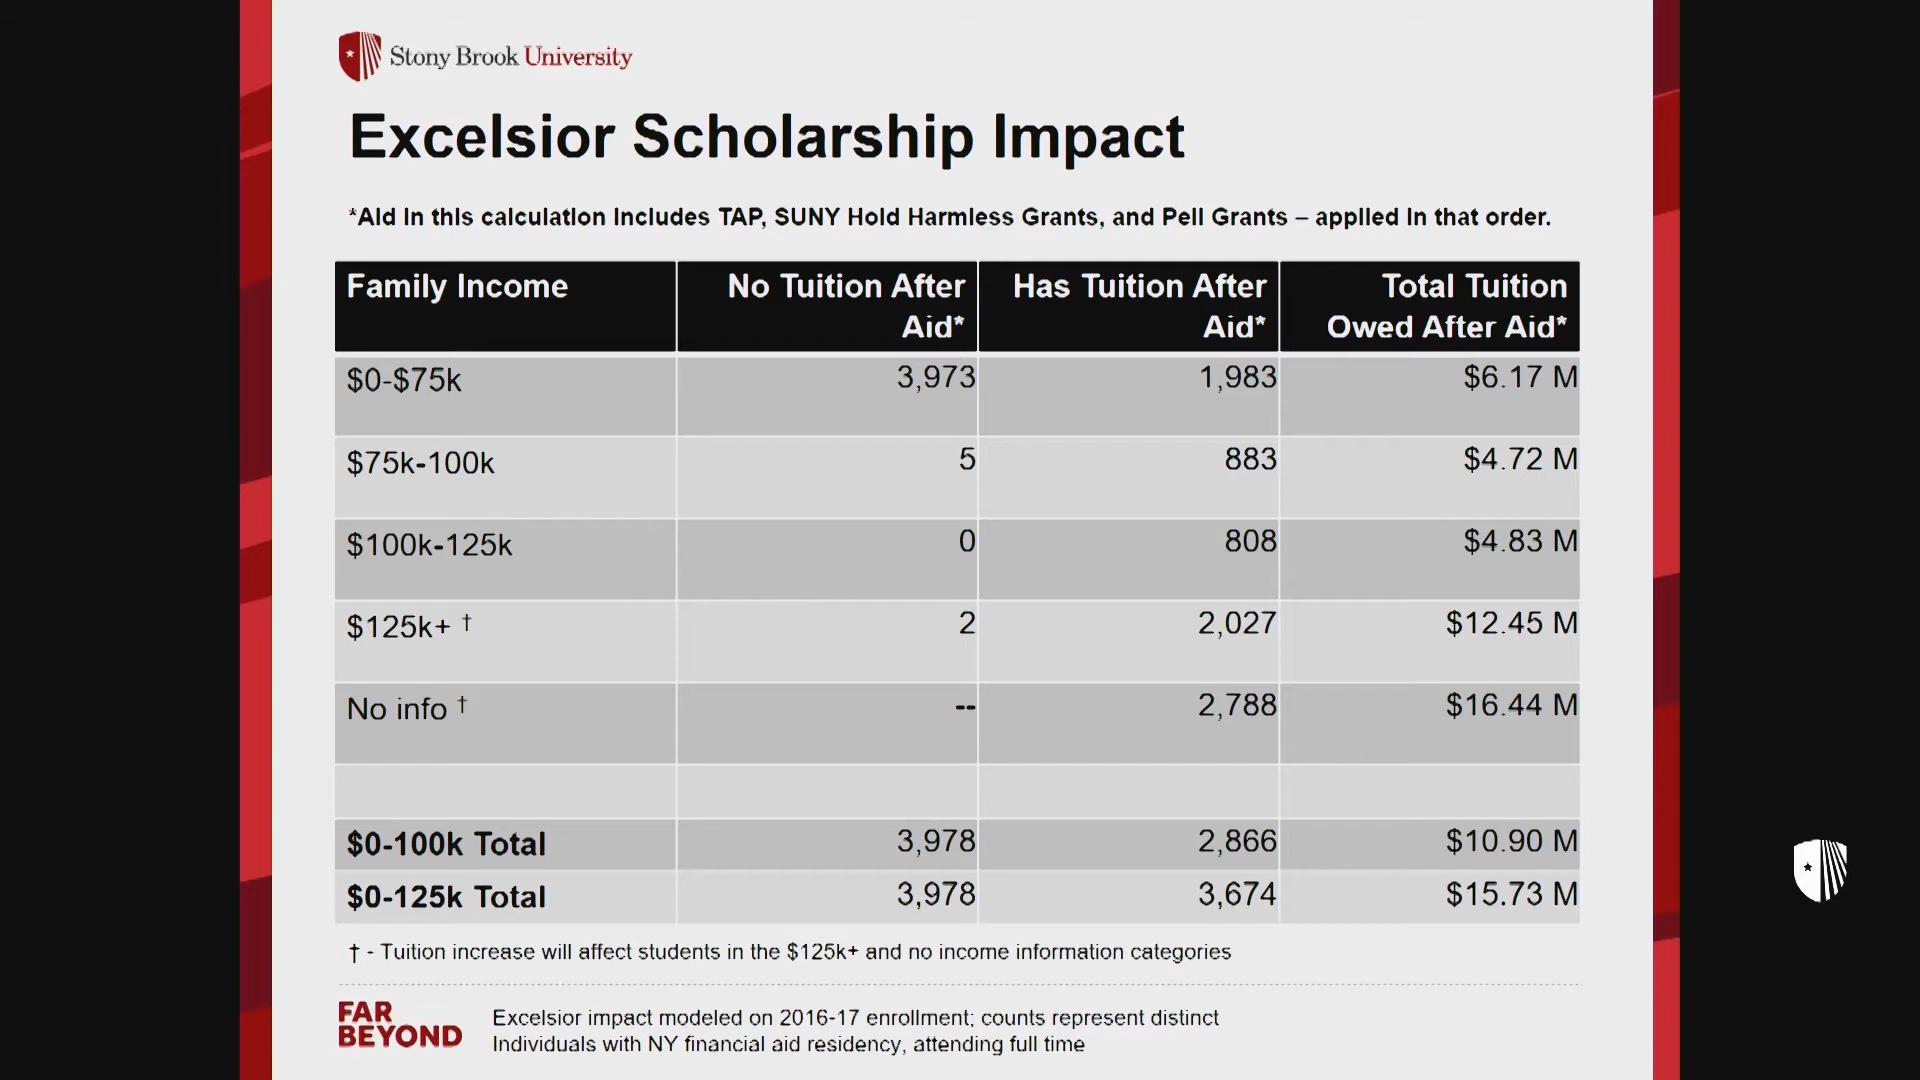 Stony Brook University
Excelsior Scholarship Impact
*Aid in this calculation includes TAP, SUNY Hold Harmless Grants, and Pell Grants – applied in that order.
Family Income No Tuition After Aid* Has Tuition After Aid* Total Tuition Owed After Aid*
$0-$75k 3,973 1,983 $6.17 M
$75k-100k 5 883 $4.72 M
$100k-125k 0 808 $4.83 M
$125k+ † 2 2,027 $12.45 M
No info † -- 2,788 $16.44 M
$0-100k Total 3,978 2,866 $10.90 M
$0-125k Total 3,978 3,674 $15.73 M
† - Tuition increase will affect students in the $125k+ and no income information categories
FAR
BEYOND
Excelsior impact modeled on 2016-17 enrollment; counts represent distinct
Individuals with NY financial aid residency, attending full time